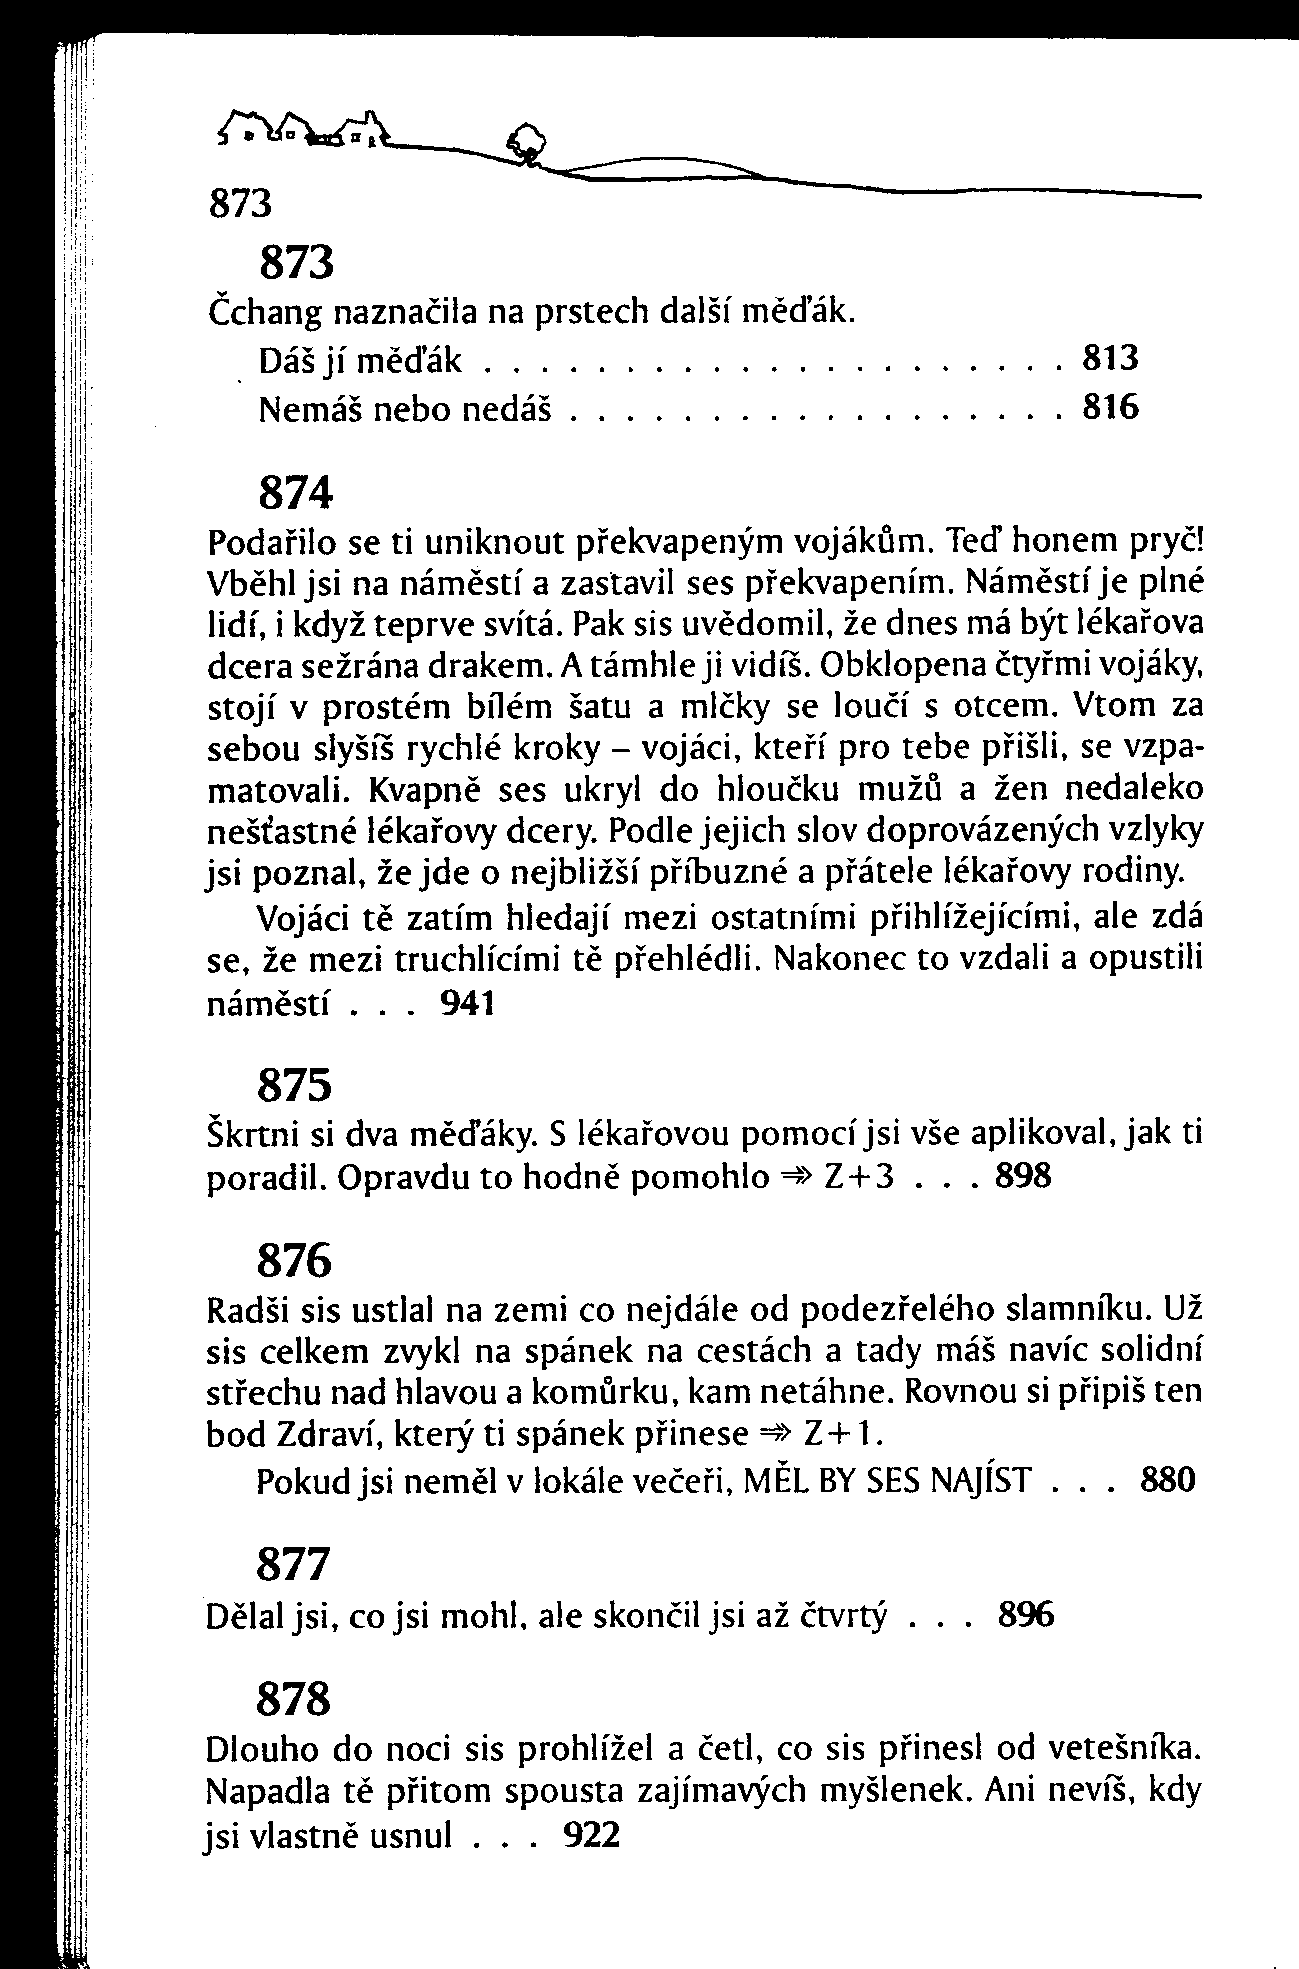 873
873
Čchang naznačila na prstech další měďák.
Dáš jí měďák . . . . . . . . . . . . . . . . . . . . . 813
Nemáš nebo nedáš . . . . . . . . . . . . . . . . . . 816
874
Podařilo se ti uniknout překvapeným vojákům. Teď honem pryč!
Vběhl jsi na náměstí a zastavil ses překvapením. Náměstí je plné
lidí, i když teprve svítá. Pak sis uvědomil, že dnes má být lékařova
dcera sežrána drakem. A támhle ji vidíš. Obklopena čtyřmi vojáky,
stojí v prostém bílém šatu a mlčky se loučí s otcem. Vtom za
sebou slyšíš rychlé kroky – vojáci, kteří pro tebe přišli, se vzpa-
matovali. Kvapně ses ukryl do hloučku mužů a žen nedaleko
nešťastné lékařovy dcery. Podle jejich slov doprovázených vzlyky
jsi poznal, že jde o nejbližší příbuzné a přátele lékařovy rodiny.
Vojáci tě zatím hledají mezi ostatními přihlížejícími, ale zdá
se, že mezi truchlícími tě přehlédli. Nakonec to vzdali a opustili
náměstí . . . 941
875
Škrtni si dva měďáky. S lékařovou pomocí jsi vše aplikoval, jak ti
poradil. Opravdu to hodně pomohlo ⇒ Z+3 . . . 898
876
Radši sis ustlal na zemi co nejdále od podezřelého slamníku. Už
sis celkem zvykl na spánek na cestách a tady máš navíc solidní
střechu nad hlavou a komůrku, kam netáhne. Rovnou si připiš ten
bod Zdraví, který ti spánek přinese ⇒ Z+1.
Pokud jsi neměl v lokále večeři, MĚL BY SES NAJÍST . . . 880
877
Dělal jsi, co jsi mohl, ale skončil jsi až čtvrtý . . . 896
878
Dlouho do noci sis prohlížel a četl, co sis přinesl od vetešníka.
Napadla tě přitom spousta zajímavých myšlenek. Ani nevíš, kdy
jsi vlastně usnul . . . 922